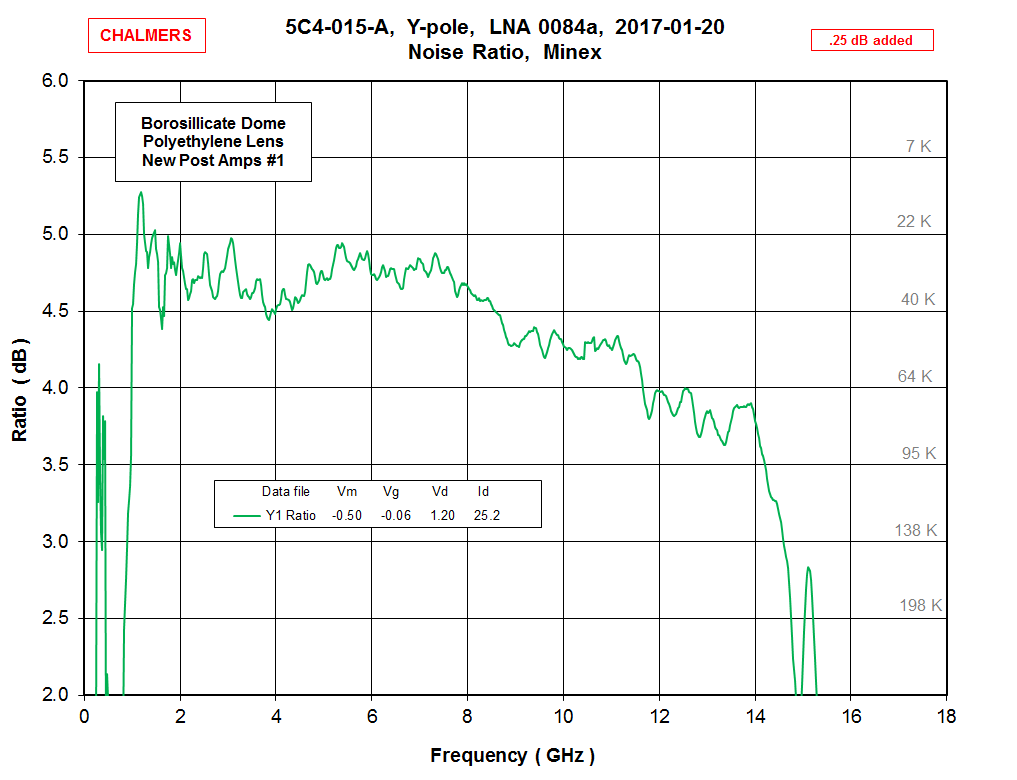 CHALMERS
5C4-015-A, Y-pole, LNA 0084a, 2017-01-20
Noise Ratio, Minex
.25 dB added
Borosillicate Dome
Polyethylene Lens
New Post Amps #1
6.0
5.5
5.0
4.5
4.0
3.5
3.0
2.5
2.0
Ratio ( dB )
7 K
22 K
40 K
64 K
95 K
138 K
198 K
Data file Vm Vg Vd Id
Y1 Ratio -0.50 -0.06 1.20 25.2
0 2 4 6 8 10 12 14 16 18
Frequency ( GHz )